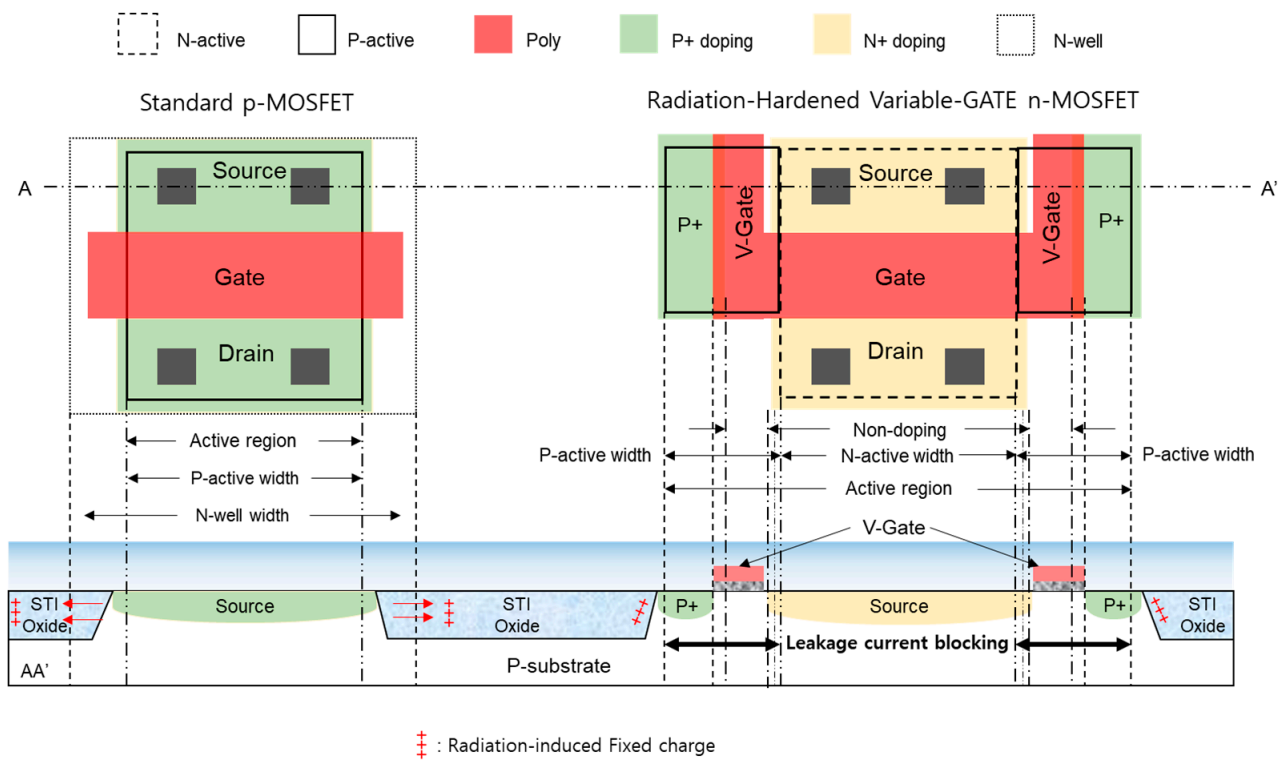 N-active
P-active
Poly
P+ doping
N+ doping
N-well
Standard p-MOSFET
Radiation-Hardened Variable-GATE n-MOSFET
A
Source
Gate
Drain
P+
V-Gate
Source
Gate
Drain
V-Gate
P+
A'
Active region
P-active width
N-well width
Non-doping
P-active width
N-active width
P-active width
Active region
V-Gate
STI
Oxide
Source
STI
Oxide
P+
Source
P+
STI
Oxide
Leakage current blocking
AA'
P-substrate
: Radiation-induced Fixed charge